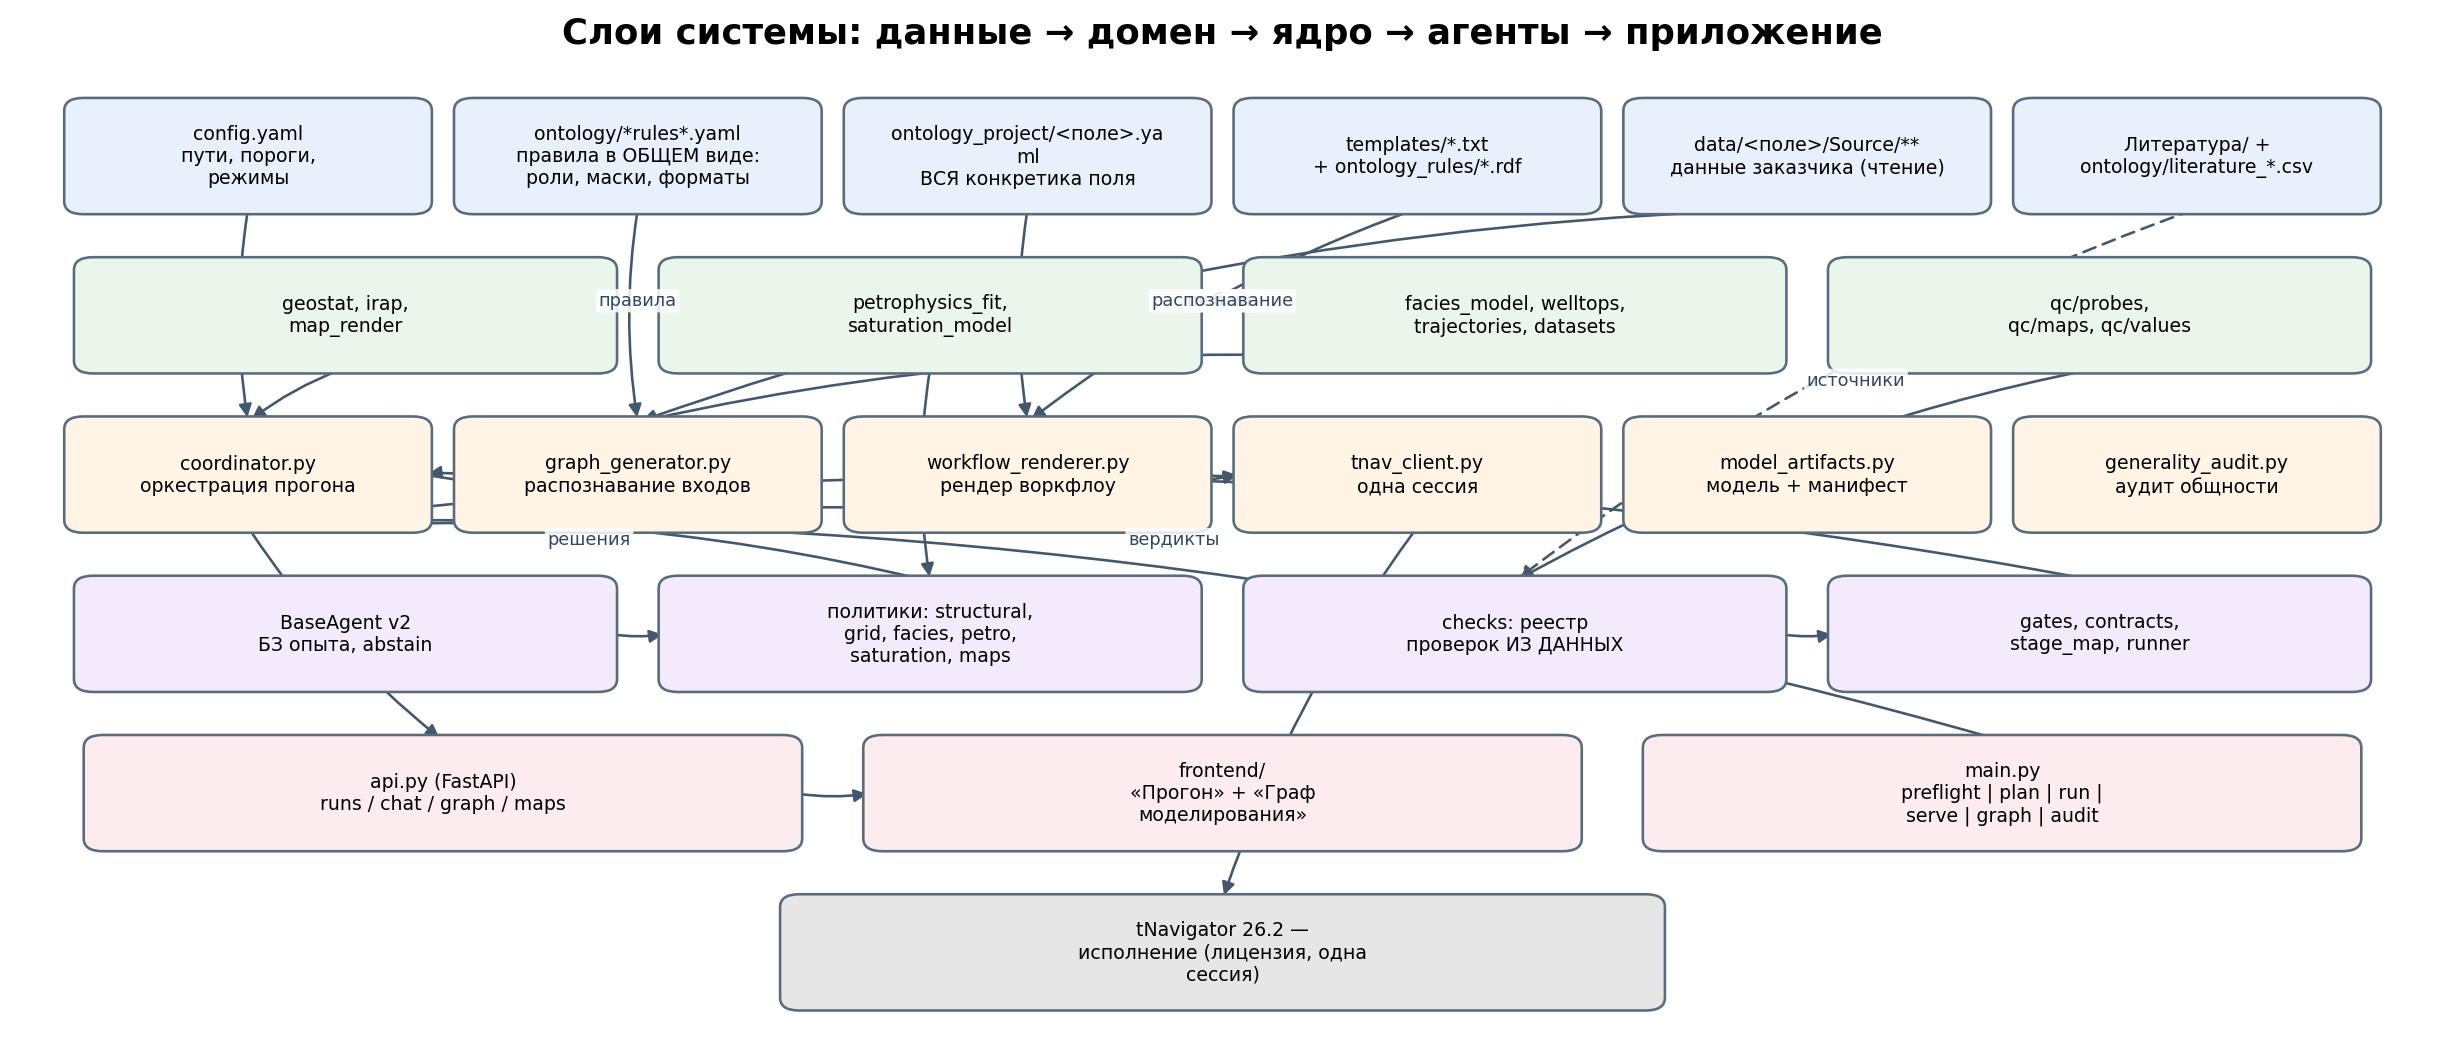 Слои системы: данные → домен → ядро → агенты → приложение
config.yaml
пути, пороги,
режимы
ontology/*rules*.yaml
правила в ОБЩЕМ виде:
роли, маски, форматы
ontology_project/<поле>.ya
ml
ВСЯ конкретика поля
templates/*.txt
+ ontology_rules/*.rdf
data/<поле>/Source/**
данные заказчика (чтение)
Литература/ +
ontology/literature_*.csv
geostat, irap,
map_render
правила
petrophysics_fit,
saturation_model
распознавание
facies_model, welltops,
trajectories, datasets
qc/probes,
qc/maps, qc/values
источники
coordinator.py
оркестрация прогона
graph_generator.py
распознавание входов
workflow_renderer.py
рендер воркфлоу
tnav_client.py
одна сессия
model_artifacts.py
модель + манифест
generality_audit.py
аудит общности
решения
вердикты
BaseAgent v2
БЗ опыта, abstain
политики: structural,
grid, facies, petro,
saturation, maps
checks: реестр
проверок ИЗ ДАННЫХ
gates, contracts,
stage_map, runner
api.py (FastAPI)
runs / chat / graph / maps
frontend/
«Прогон» + «Граф
моделирования»
main.py
preflight | plan | run |
serve | graph | audit
tNavigator 26.2 —
исполнение (лицензия, одна
сессия)